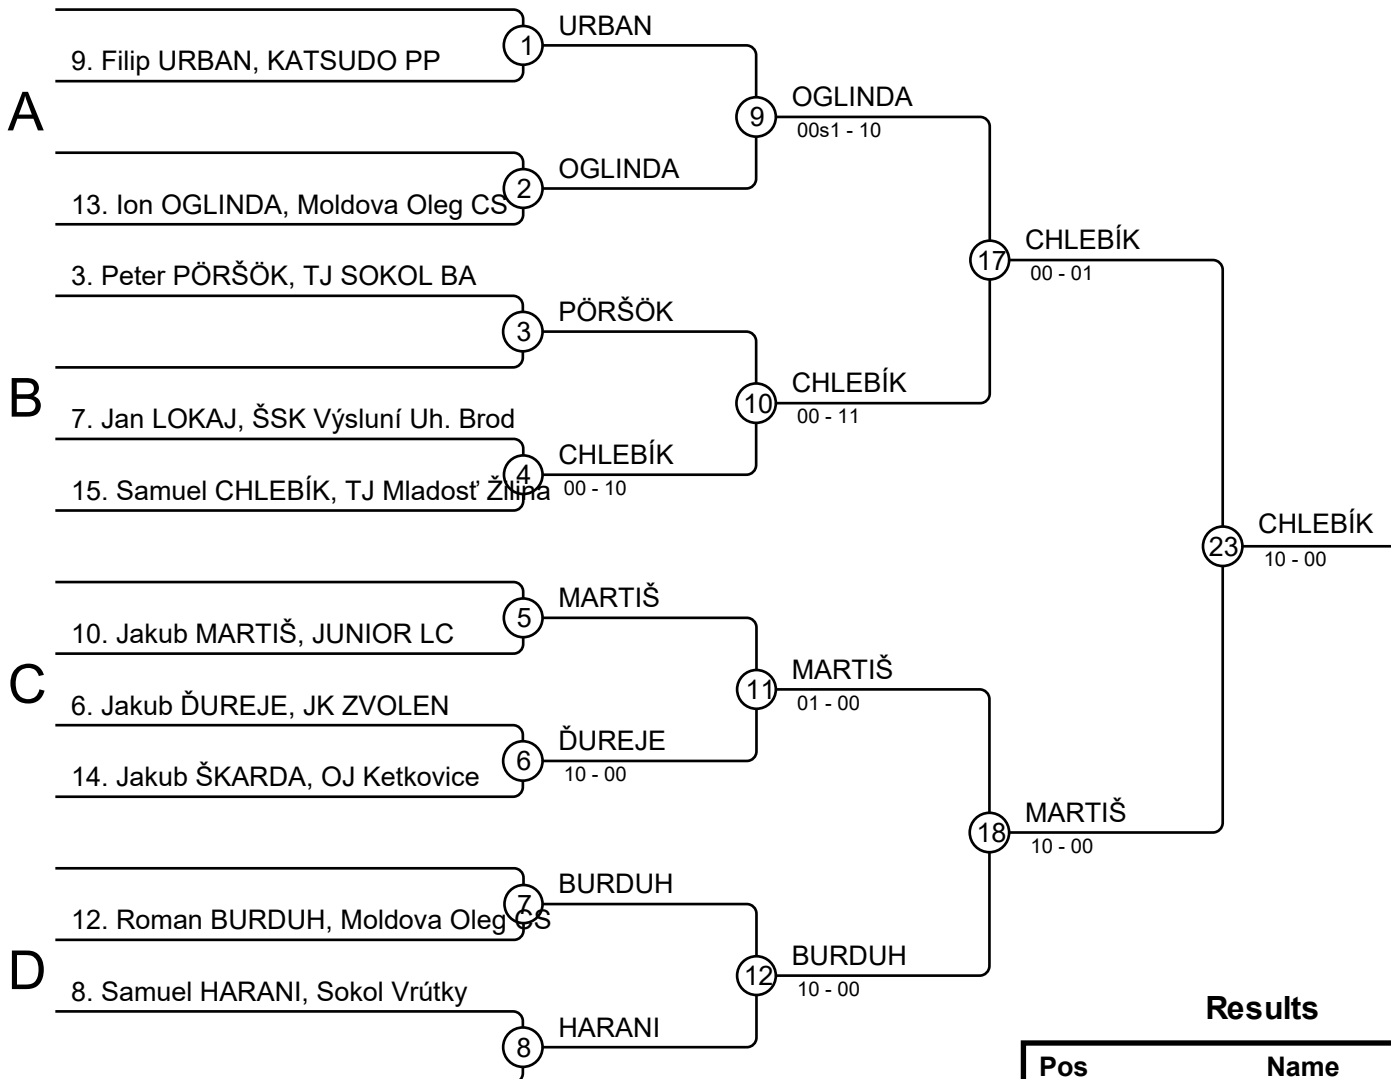 URBAN
1
9. Filip URBAN, KATSUDO PP
A
OGLINDA
9
00s1 - 10
OGLINDA
2
13. Ion OGLINDA, Moldova Oleg CS
CHLEBÍK
17
00 - 01
3. Peter PÖRŠÖK, TJ SOKOL BA
PÖRŠÖK
3
B
CHLEBÍK
10
00 - 11
7. Jan LOKAJ, ŠSK Výsluní Uh. Brod
CHLEBÍK
4
00 - 10
15. Samuel CHLEBÍK, TJ Mladosť Žilina
CHLEBÍK
23
10 - 00
MARTIŠ
5
10. Jakub MARTIŠ, JUNIOR LC
C
MARTIŠ
11
01 - 00
6. Jakub ĎUREJE, JK ZVOLEN
ĎUREJE
6
10 - 00
14. Jakub ŠKARDA, OJ Ketkovice
MARTIŠ
18
10 - 00
BURDUH
7
12. Roman BURDUH, Moldova Oleg CS
D
BURDUH
12
10 - 00
8. Samuel HARANI, Sokol Vrútky
HARANI
8
Results
Pos Name